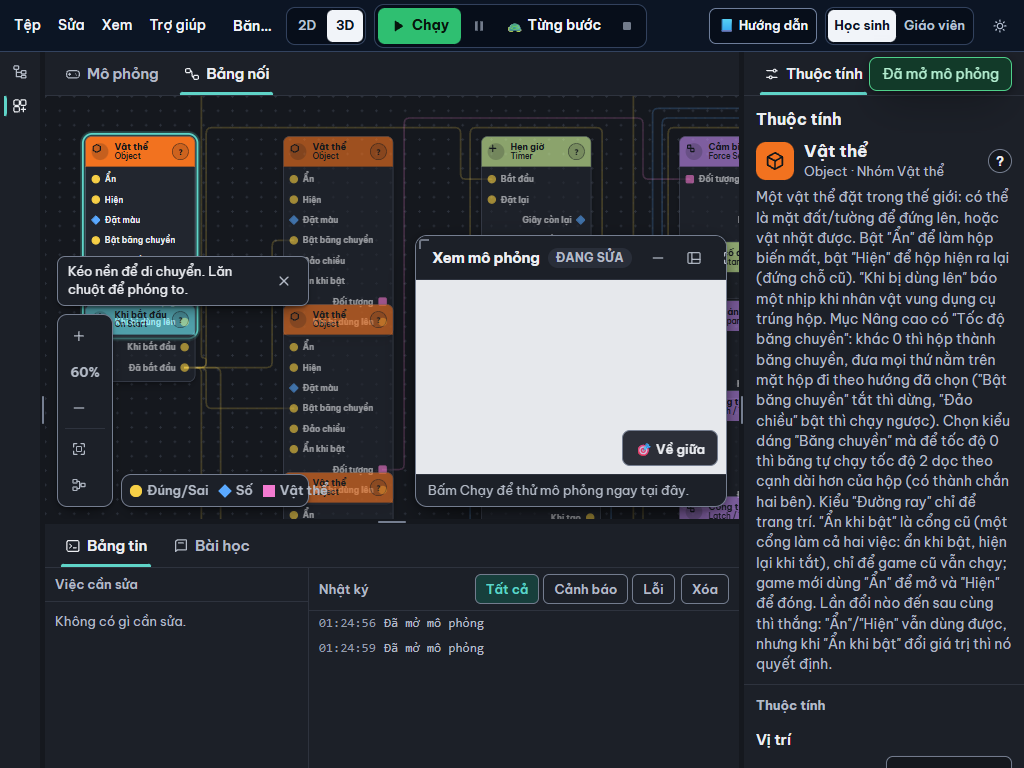 Tệp Sửa Xem Trợ giúp Băn... 2D 3D Chạy Từng bước Hướng dẫn Học sinh Giáo viên
Mô phỏng Bảng nối
Thuộc tính Đã mở mô phỏng
Vật thể
Object
?
Ẩn
Hiện
Đặt màu
Bật băng chuyền
Vật thể
Object
?
Ẩn
Hiện
Đặt màu
Bật băng chuyền
Đối tượng
Hẹn giờ
Timer
?
Bắt đầu
Đặt lại
Giây còn lại
Đối tượng
Kéo nền để di chuyển. Lăn
chuột để phóng to.
Khi bắt đầu
On Start
Khi bắt đầu
Đã bắt đầu
Vật thể
Object
Ẩn
Hiện
Đặt màu
Bật băng chuyền
Đảo chiều
Ẩn khi bật
Đối tượng
Vật thể
Object
Ẩn
60%
Đúng/Sai Số Vật thể
Xem mô phỏng ĐANG SỬA
Về giữa
Bấm Chạy để thử mô phỏng ngay tại đây.
Bảng tin Bài học
Việc cần sửa
Không có gì cần sửa.
Nhật ký Tất cả Cảnh báo Lỗi Xóa
01:24:56 Đã mở mô phỏng
01:24:59 Đã mở mô phỏng
Thuộc tính
Vật thể
Object · Nhóm Vật thể
?
Một vật thể đặt trong thế giới: có thể
là mặt đất/tường để đứng lên, hoặc
vật nhặt được. Bật "Ẩn" để làm hộp
biến mất, bật "Hiện" để hộp hiện ra lại
(đứng chỗ cũ). "Khi bị dùng lên" báo
một nhịp khi nhân vật vung dụng cụ
trúng hộp. Mục Nâng cao có "Tốc độ
băng chuyền": khác 0 thì hộp thành
băng chuyền, đưa mọi thứ nằm trên
mặt hộp đi theo hướng đã chọn ("Bật
băng chuyền" tắt thì dừng, "Đảo
chiều" bật thì chạy ngược). Chọn kiểu
dáng "Băng chuyền" mà để tốc độ 0
thì băng tự chạy tốc độ 2 dọc theo
cạnh dài hơn của hộp (có thành chắn
hai bên). Kiểu "Đường ray" chỉ để
trang trí. "Ẩn khi bật" là cổng cũ (một
cổng làm cả hai việc: ẩn khi bật, hiện
lại khi tắt), chỉ để game cũ vẫn chạy;
game mới dùng "Ẩn" để mở và "Hiện"
để đóng. Lần đổi nào đến sau cùng
thì thắng: "Ẩn"/"Hiện" vẫn dùng được,
nhưng khi "Ẩn khi bật" đổi giá trị thì nó
quyết định.
Thuộc tính
Vị trí